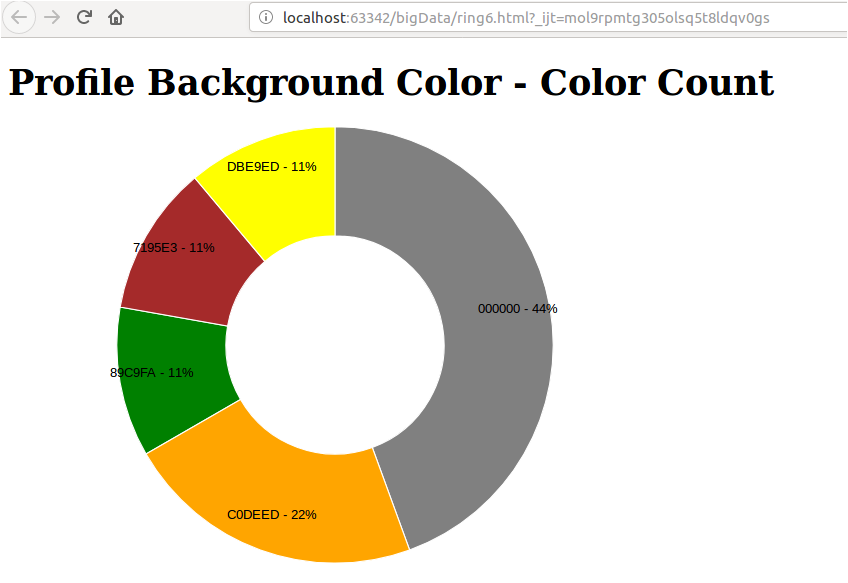 localhost:63342/bigData/ring6.html?_ijt=mol9rpmtg305olsq5t8ldqv0gs
Profile Background Color - Color Count
DBE9ED - 11%
7195E3 - 11%
000000 - 44%
89C9FA - 11%
C0DEED - 22%